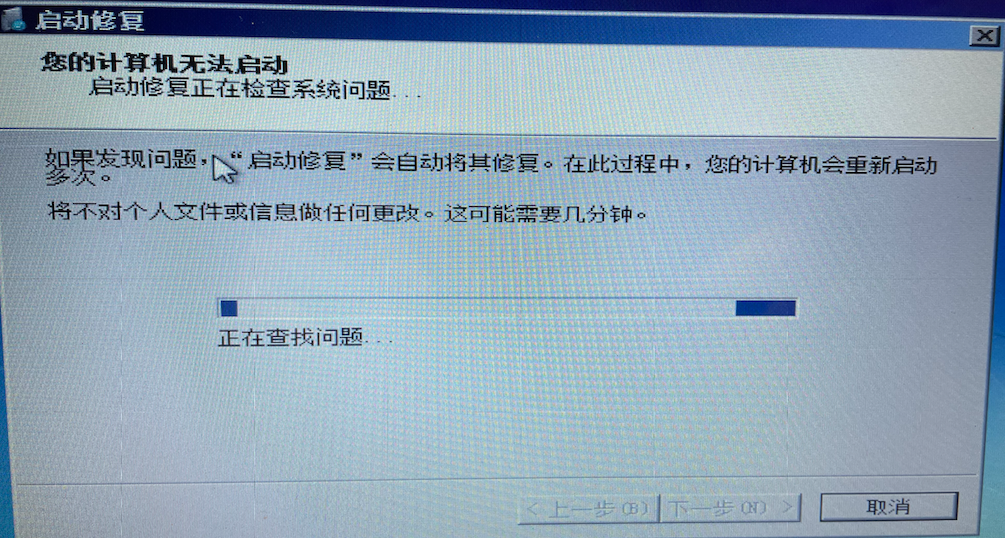 启动修复
您的计算机无法启动
启动修复正在检查系统问题...
如果发现问题，“启动修复”会自动将其修复。在此过程中，您的计算机会重新启动
多次。
将不对个人文件或信息做任何更改。这可能需要几分钟。
正在查找问题...
< 上一步(B) 下一步(N) > 取消